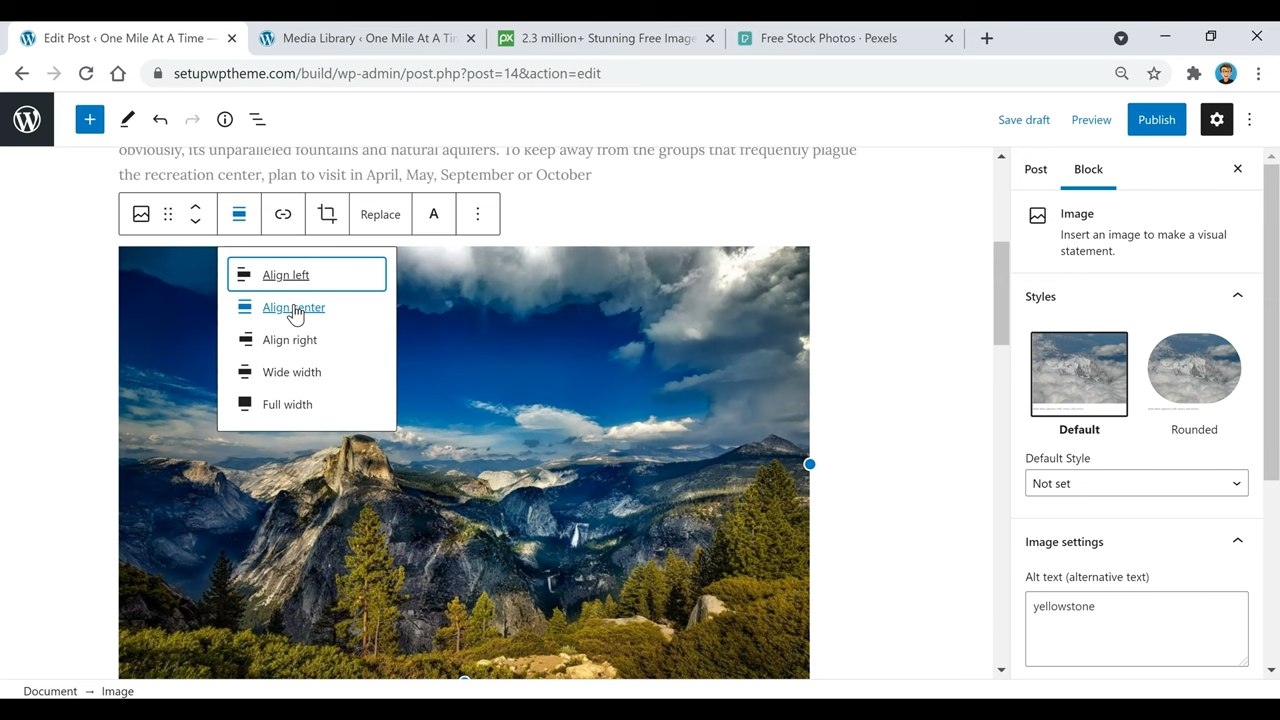 Edit Post ‹ One Mile At A Time —
Media Library ‹ One Mile At A Tim
2.3 million+ Stunning Free Image
Free Stock Photos · Pexels
setupwptheme.com/build/wp-admin/post.php?post=14&action=edit
Save draft
Preview
Publish
obviously, its unparalleled fountains and natural aquifers. To keep away from the groups that frequently plague
the recreation center, plan to visit in April, May, September or October
Replace
A
Align left
Align center
Align right
Wide width
Full width
Post
Block
Image
Insert an image to make a visual
statement.
Styles
Default
Rounded
Default Style
Not set
Image settings
Alt text (alternative text)
yellowstone
Document → Image